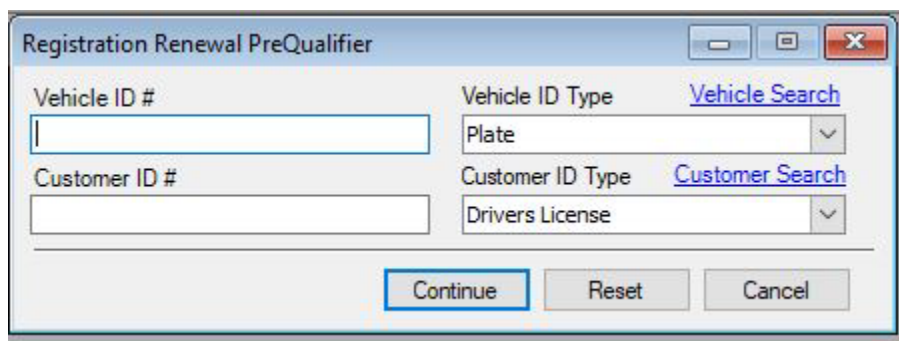 Registration Renewal PreQualifier
Vehicle ID # Vehicle ID Type Vehicle Search
Plate
Customer ID # Customer ID Type Customer Search
Drivers License
Continue Reset Cancel